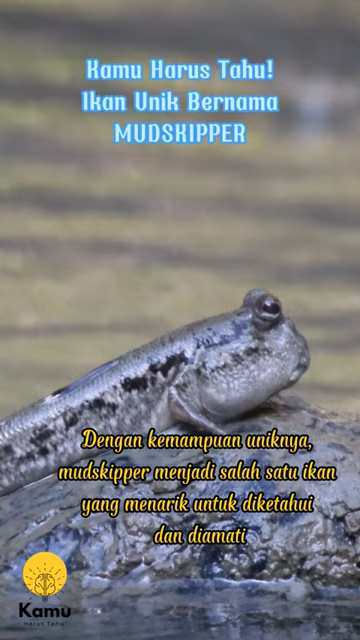 Kamu Harus Tahu!
Ikan Unik Bernama
MUDSKIPPER
Dengan kemampuan uniknya,
mudskipper menjadi salah satu ikan
yang menarik untuk diketahui
dan diamati
Kamu
Harus Tahu!